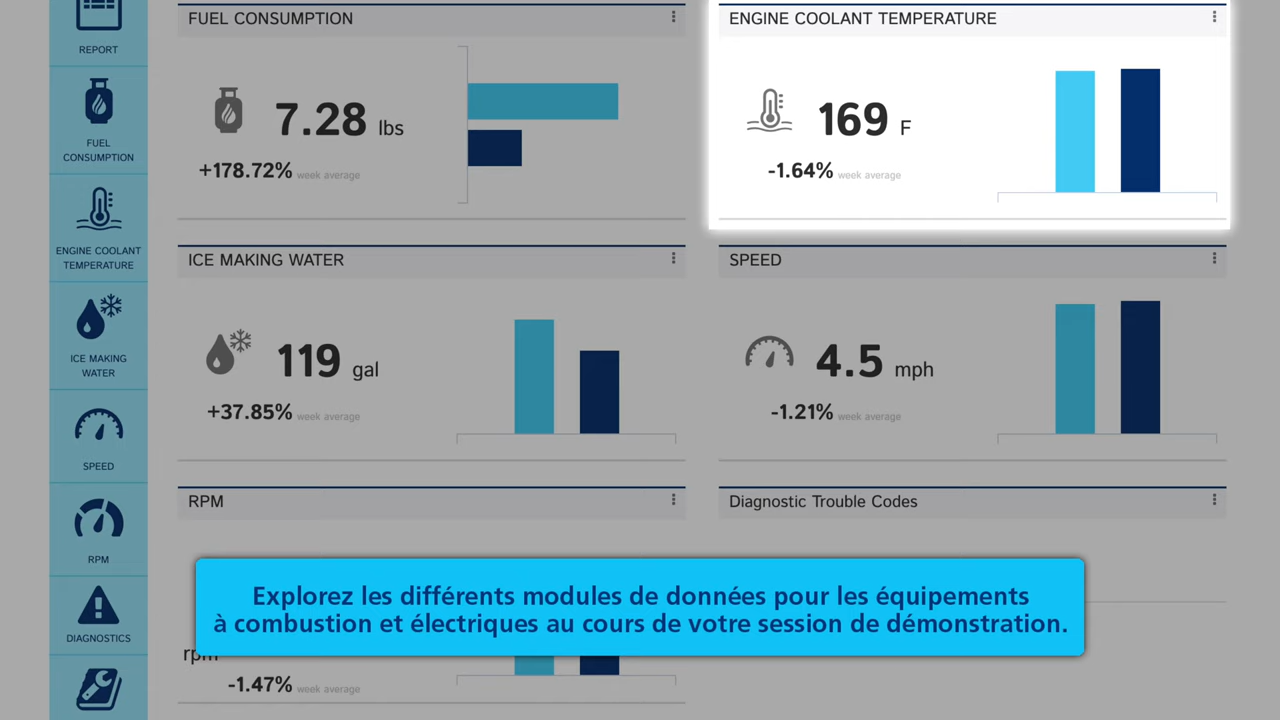 REPORT
FUEL
CONSUMPTION
ENGINE COOLANT
TEMPERATURE
ICE MAKING
WATER
SPEED
RPM
DIAGNOSTICS
FUEL CONSUMPTION
7.28 lbs
+178.72% week average
ENGINE COOLANT TEMPERATURE
169 F
-1.64% week average
ICE MAKING WATER
119 gal
+37.85% week average
SPEED
4.5 mph
-1.21% week average
RPM
rpm
-1.47% week average
Diagnostic Trouble Codes
Explorez les différents modules de données pour les équipements
à combustion et électriques au cours de votre session de démonstration.